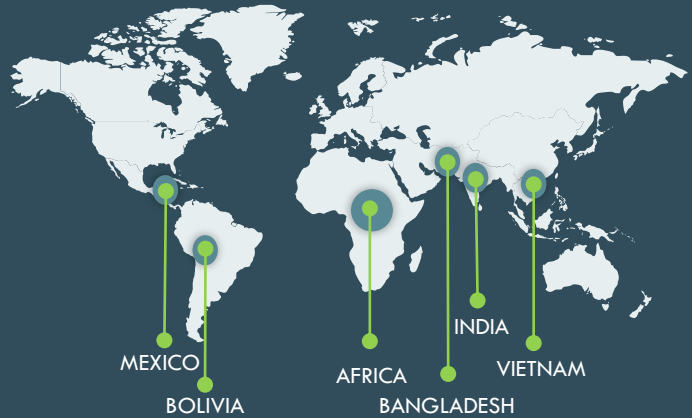 INDIA
MEXICO
VIETNAM
AFRICA
BOLIVIA
BANGLADESH